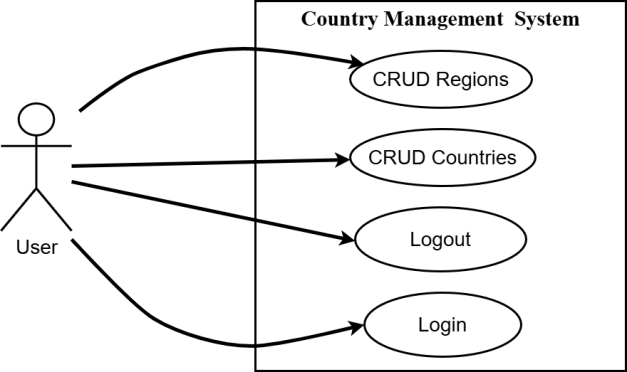 Country Management System
CRUD Regions
CRUD Countries
User
Logout
Login